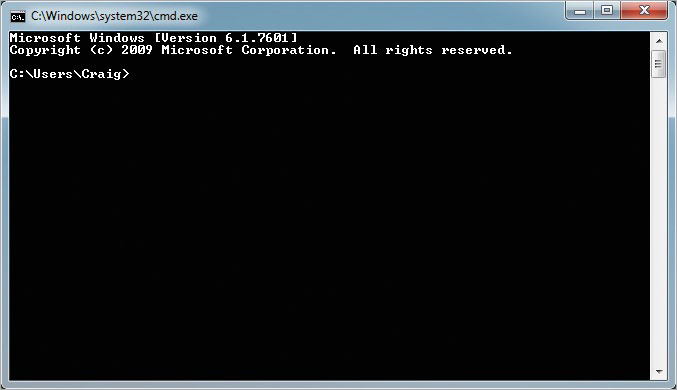 C:\Windows\system32\cmd.exe
Microsoft Windows [Version 6.1.7601]
Copyright (c) 2009 Microsoft Corporation.  All rights reserved.
C:\Users\Craig>